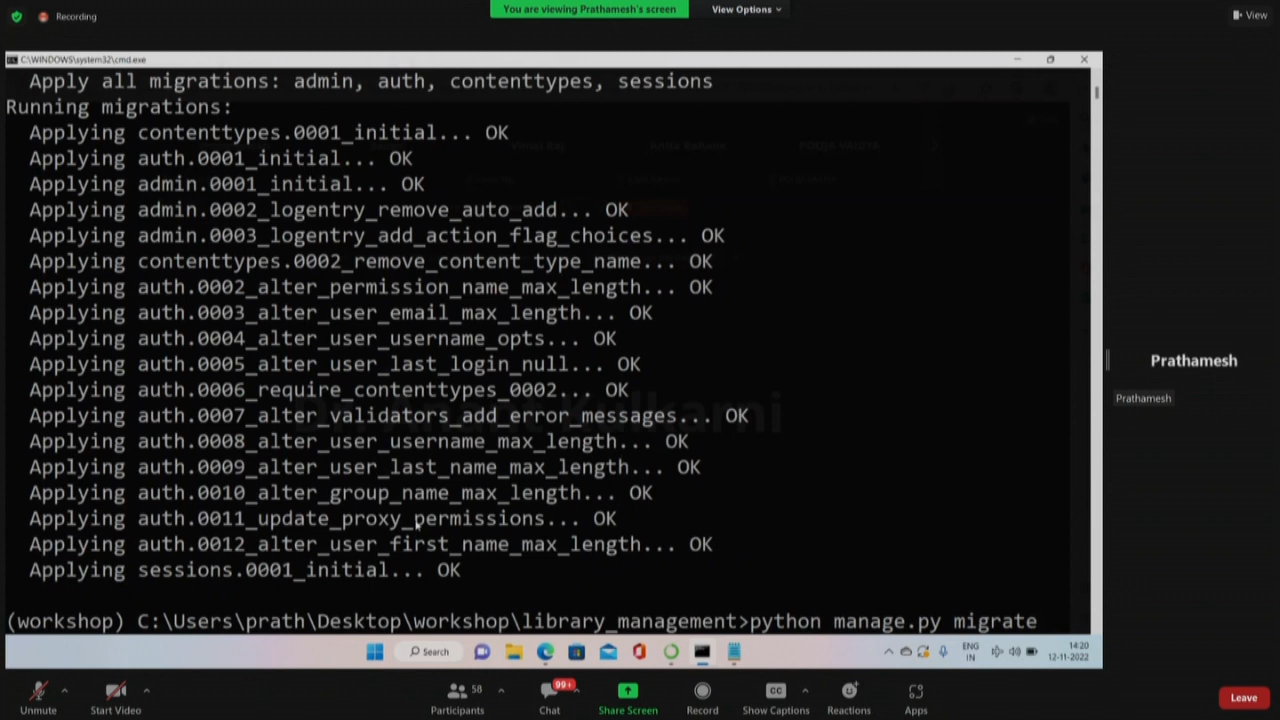 Recording
You are viewing Prathamesh's screen
View Options
View
C:\WINDOWS\system32\cmd.exe
Apply all migrations: admin, auth, contenttypes, sessions
Running migrations:
Applying contenttypes.0001_initial... OK
Applying auth.0001_initial... OK
Applying admin.0001_initial... OK
Applying admin.0002_logentry_remove_auto_add... OK
Applying admin.0003_logentry_add_action_flag_choices... OK
Applying contenttypes.0002_remove_content_type_name... OK
Applying auth.0002_alter_permission_name_max_length... OK
Applying auth.0003_alter_user_email_max_length... OK
Applying auth.0004_alter_user_username_opts... OK
Applying auth.0005_alter_user_last_login_null... OK
Applying auth.0006_require_contenttypes_0002... OK
Applying auth.0007_alter_validators_add_error_messages... OK
Applying auth.0008_alter_user_username_max_length... OK
Applying auth.0009_alter_user_last_name_max_length... OK
Applying auth.0010_alter_group_name_max_length... OK
Applying auth.0011_update_proxy_permissions... OK
Applying auth.0012_alter_user_first_name_max_length... OK
Applying sessions.0001_initial... OK
(workshop) C:\Users\prath\Desktop\workshop\library_management>python manage.py migrate
Prathamesh
Prathamesh
Search
ENG
IN
14:20
12-11-2022
Unmute
Start Video
58
Participants
99+
Chat
Share Screen
Record
CC
Show Captions
Reactions
Apps
Leave